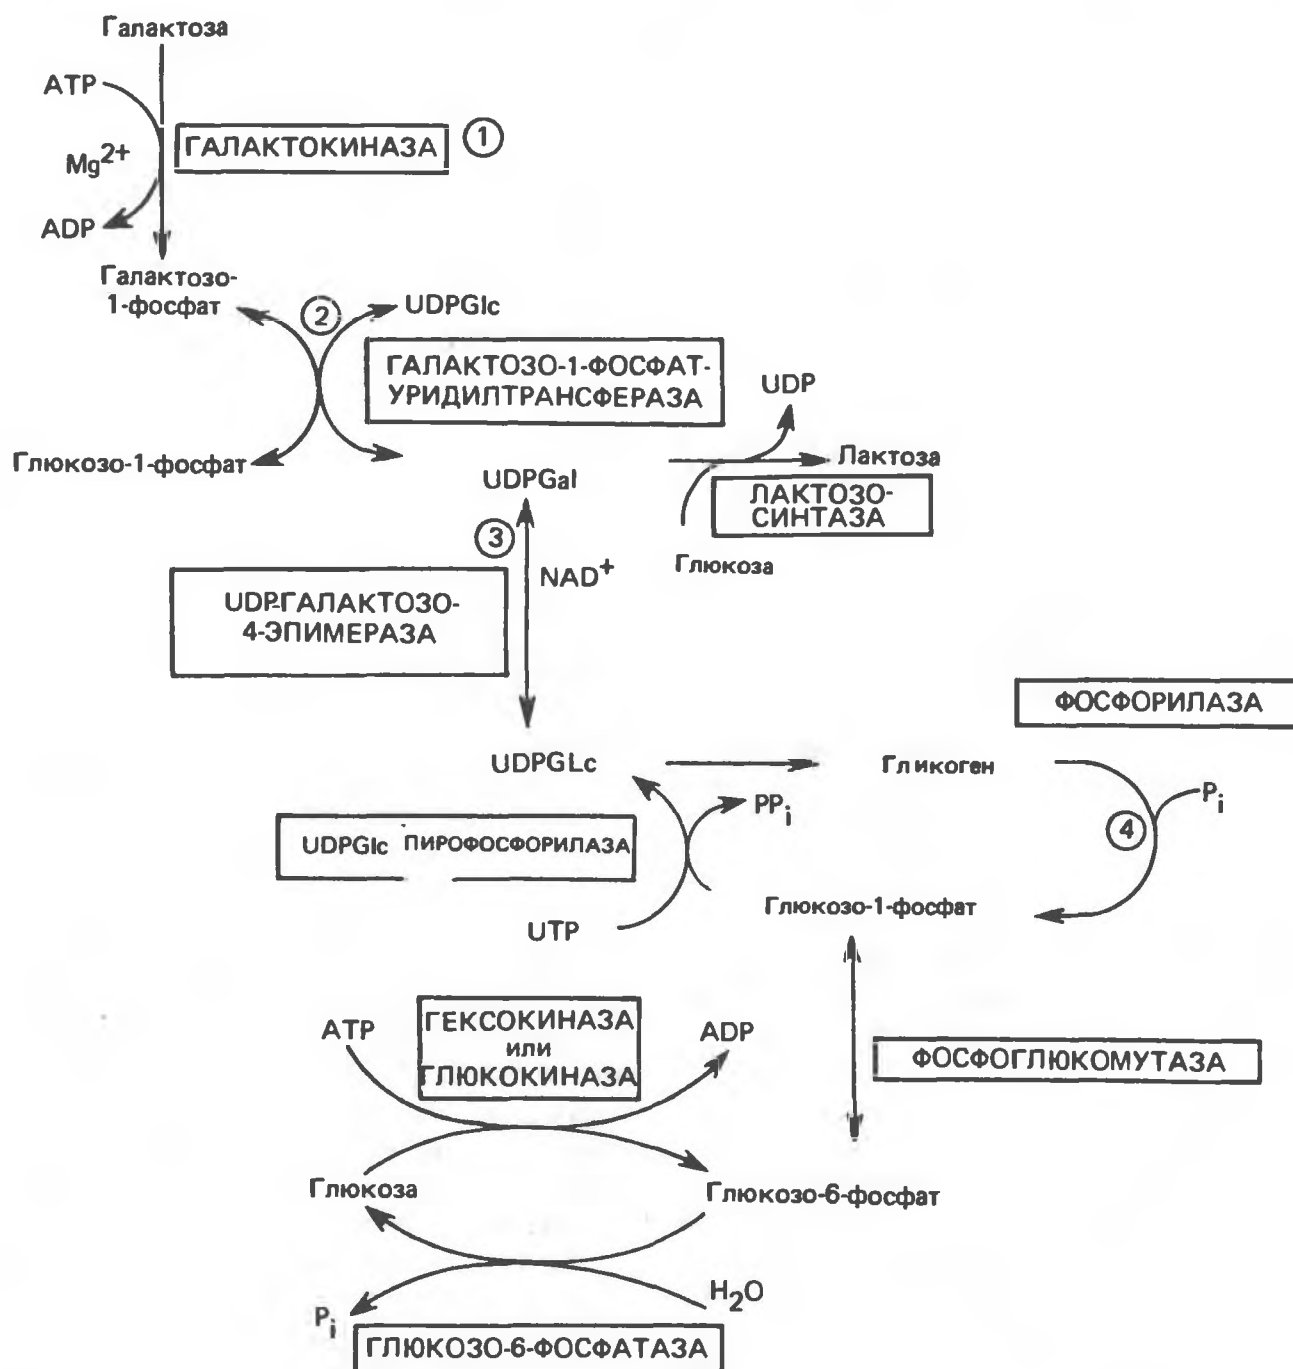 Галактоза
ATP
ГАЛАКТОКИНАЗА
1
Mg2+
ADP
Галактозо-
1-фосфат
2
UDPGlc
ГАЛАКТОЗО-1-ФОСФАТ-
УРИДИЛТРАНСФЕРАЗА
UDP
Глюкозо-1-фосфат
UDPGal
Лактоза
ЛАКТОЗО-
СИНТАЗА
3
NAD+
Глюкоза
UDP-ГАЛАКТОЗО-
4-ЭПИМЕРАЗА
ФОСФОРИЛАЗА
UDPGLc
Гликоген
PPi
Pi
4
UDPGlc ПИРОФОСФОРИЛАЗА
Глюкозо-1-фосфат
UTP
ATP
ГЕКСОКИНАЗА
или
ГЛЮКОКИНАЗА
ADP
ФОСФОГЛЮКОМУТАЗА
Глюкоза
Глюкозо-6-фосфат
H2O
Pi
ГЛЮКОЗО-6-ФОСФАТАЗА